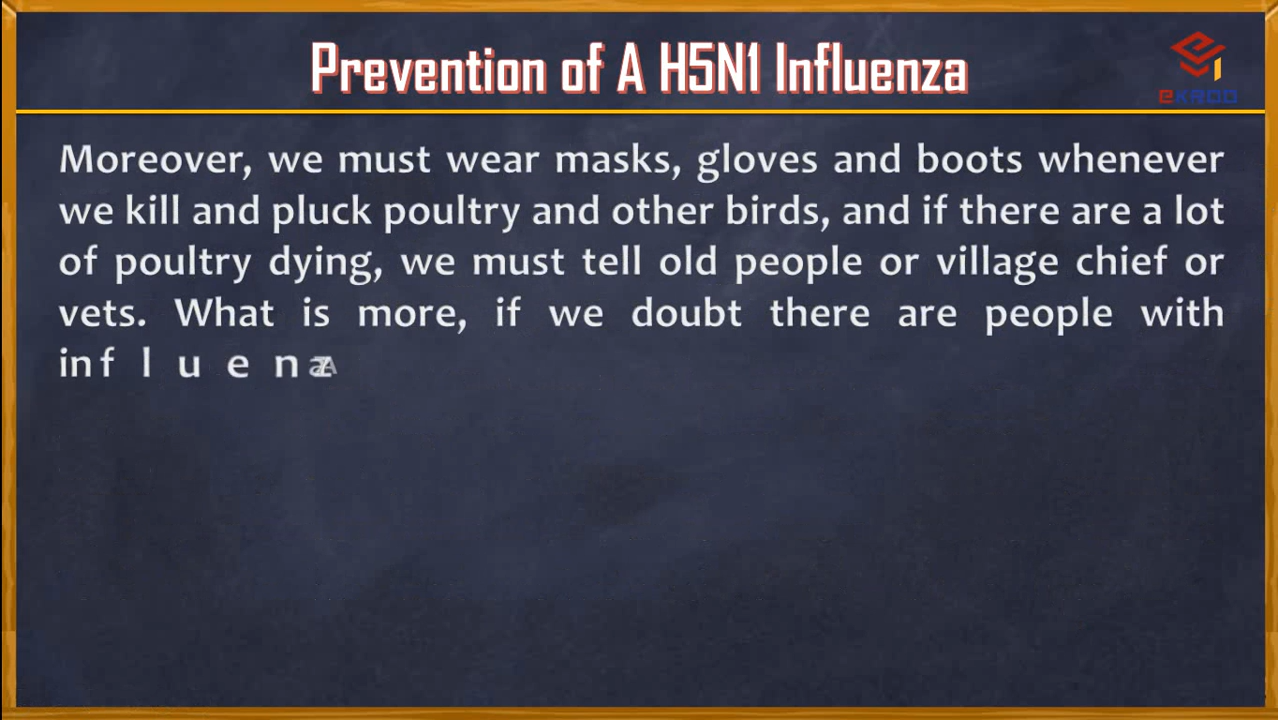 Prevention of A H5N1 Influenza
eKROO
Moreover, we must wear masks, gloves and boots whenever
we kill and pluck poultry and other birds, and if there are a lot
of poultry dying, we must tell old people or village chief or
vets. What is more, if we doubt there are people with